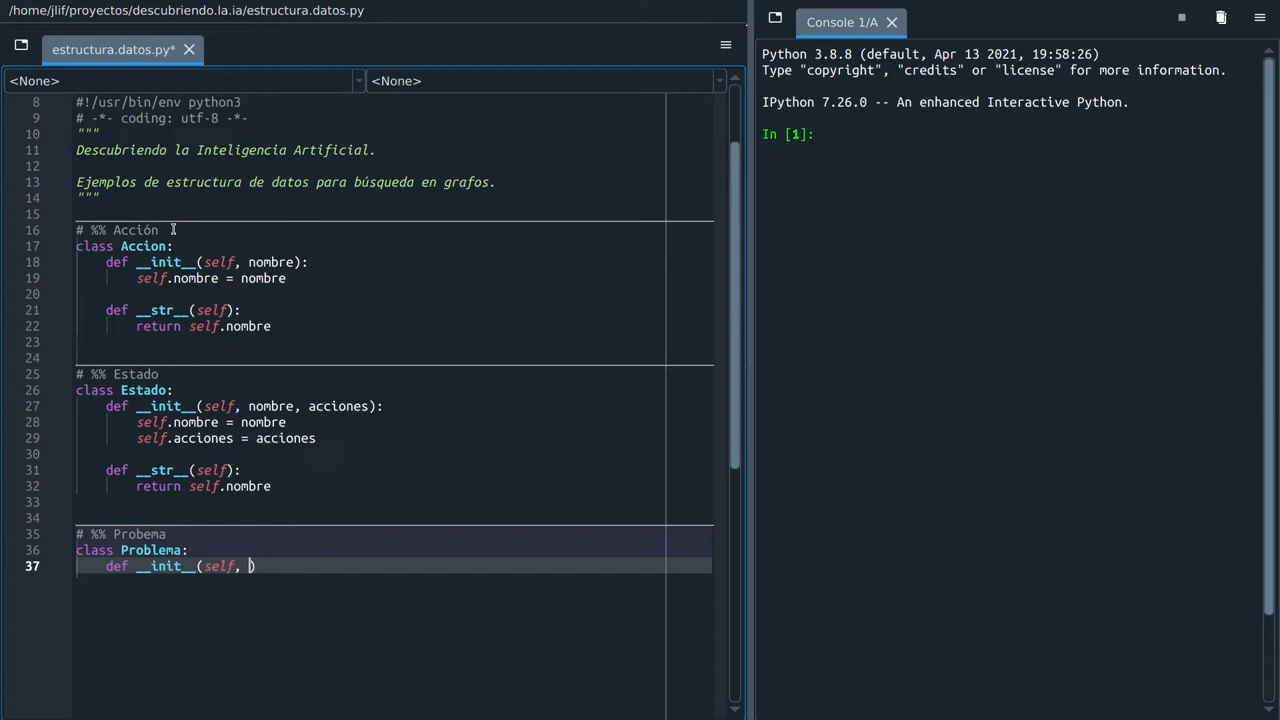 /home/jlif/proyectos/descubriendo.la.ia/estructura.datos.py
estructura.datos.py*
<None>
<None>
8 #!/usr/bin/env python3
9 # -*- coding: utf-8 -*-
10 """
11 Descubriendo la Inteligencia Artificial.
12
13 Ejemplos de estructura de datos para búsqueda en grafos.
14 """
15
16 # %% Acción
17 class Accion:
18     def __init__(self, nombre):
19         self.nombre = nombre
20
21     def __str__(self):
22         return self.nombre
23
24
25 # %% Estado
26 class Estado:
27     def __init__(self, nombre, acciones):
28         self.nombre = nombre
29         self.acciones = acciones
30
31     def __str__(self):
32         return self.nombre
33
34
35 # %% Probema
36 class Problema:
37     def __init__(self, )
Console 1/A
Python 3.8.8 (default, Apr 13 2021, 19:58:26)
Type "copyright", "credits" or "license" for more information.
IPython 7.26.0 -- An enhanced Interactive Python.
In [1]: